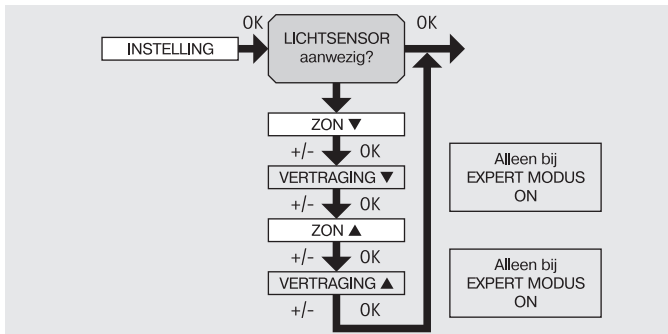 OK
OK
INSTELLING
LICHTSENSOR
aanwezig?
ZON ▼
+/- OK
VERTRAGING ▼
Alleen bij
EXPERT MODUS
ON
+/- OK
ZON ▲
+/- OK
VERTRAGING ▲
Alleen bij
EXPERT MODUS
ON
+/- OK